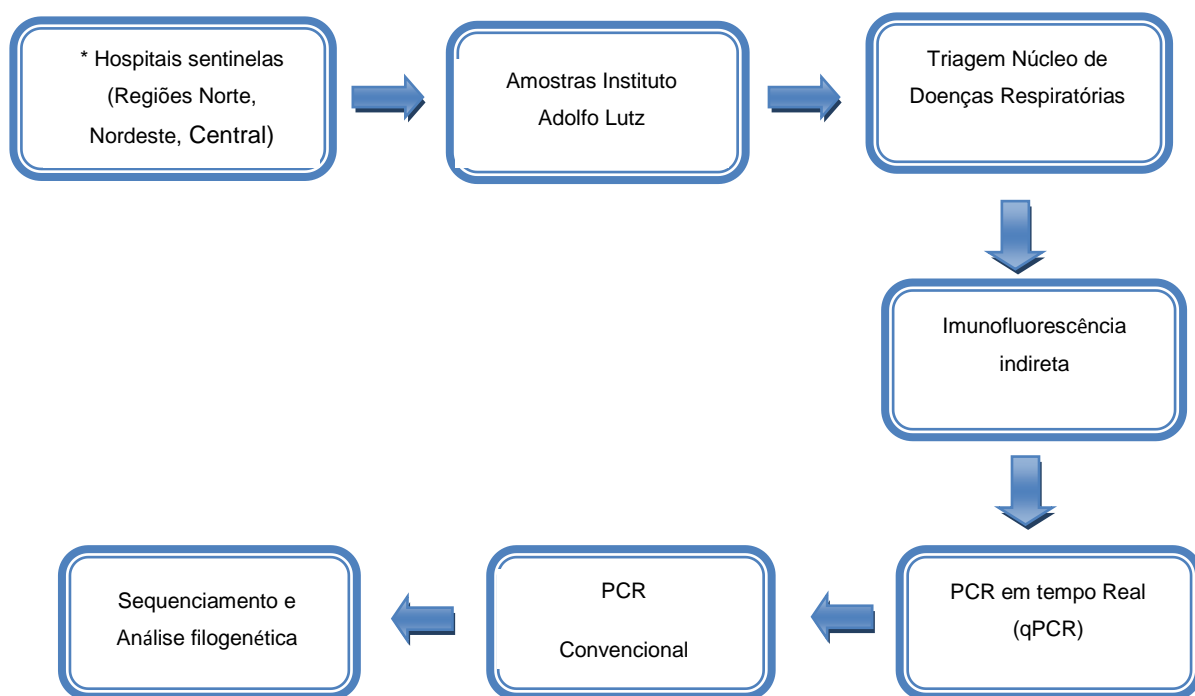 * Hospitais sentinelas
(Regiões Norte,
Nordeste, Central)
Amostras Instituto
Adolfo Lutz
Triagem Núcleo de
Doenças Respiratórias
Imunofluorescência
indireta
PCR em tempo Real
(qPCR)
PCR
Convencional
Sequenciamento e
Análise filogenética